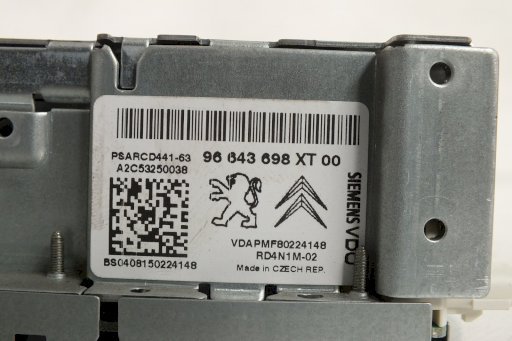 PSARCD441-63
A2C53250038
96 643 698 XT 00
SIEMENS VDO
VDAPMF80224148
RD4N1M-02
Made in CZECH REP.
BS0408150224148